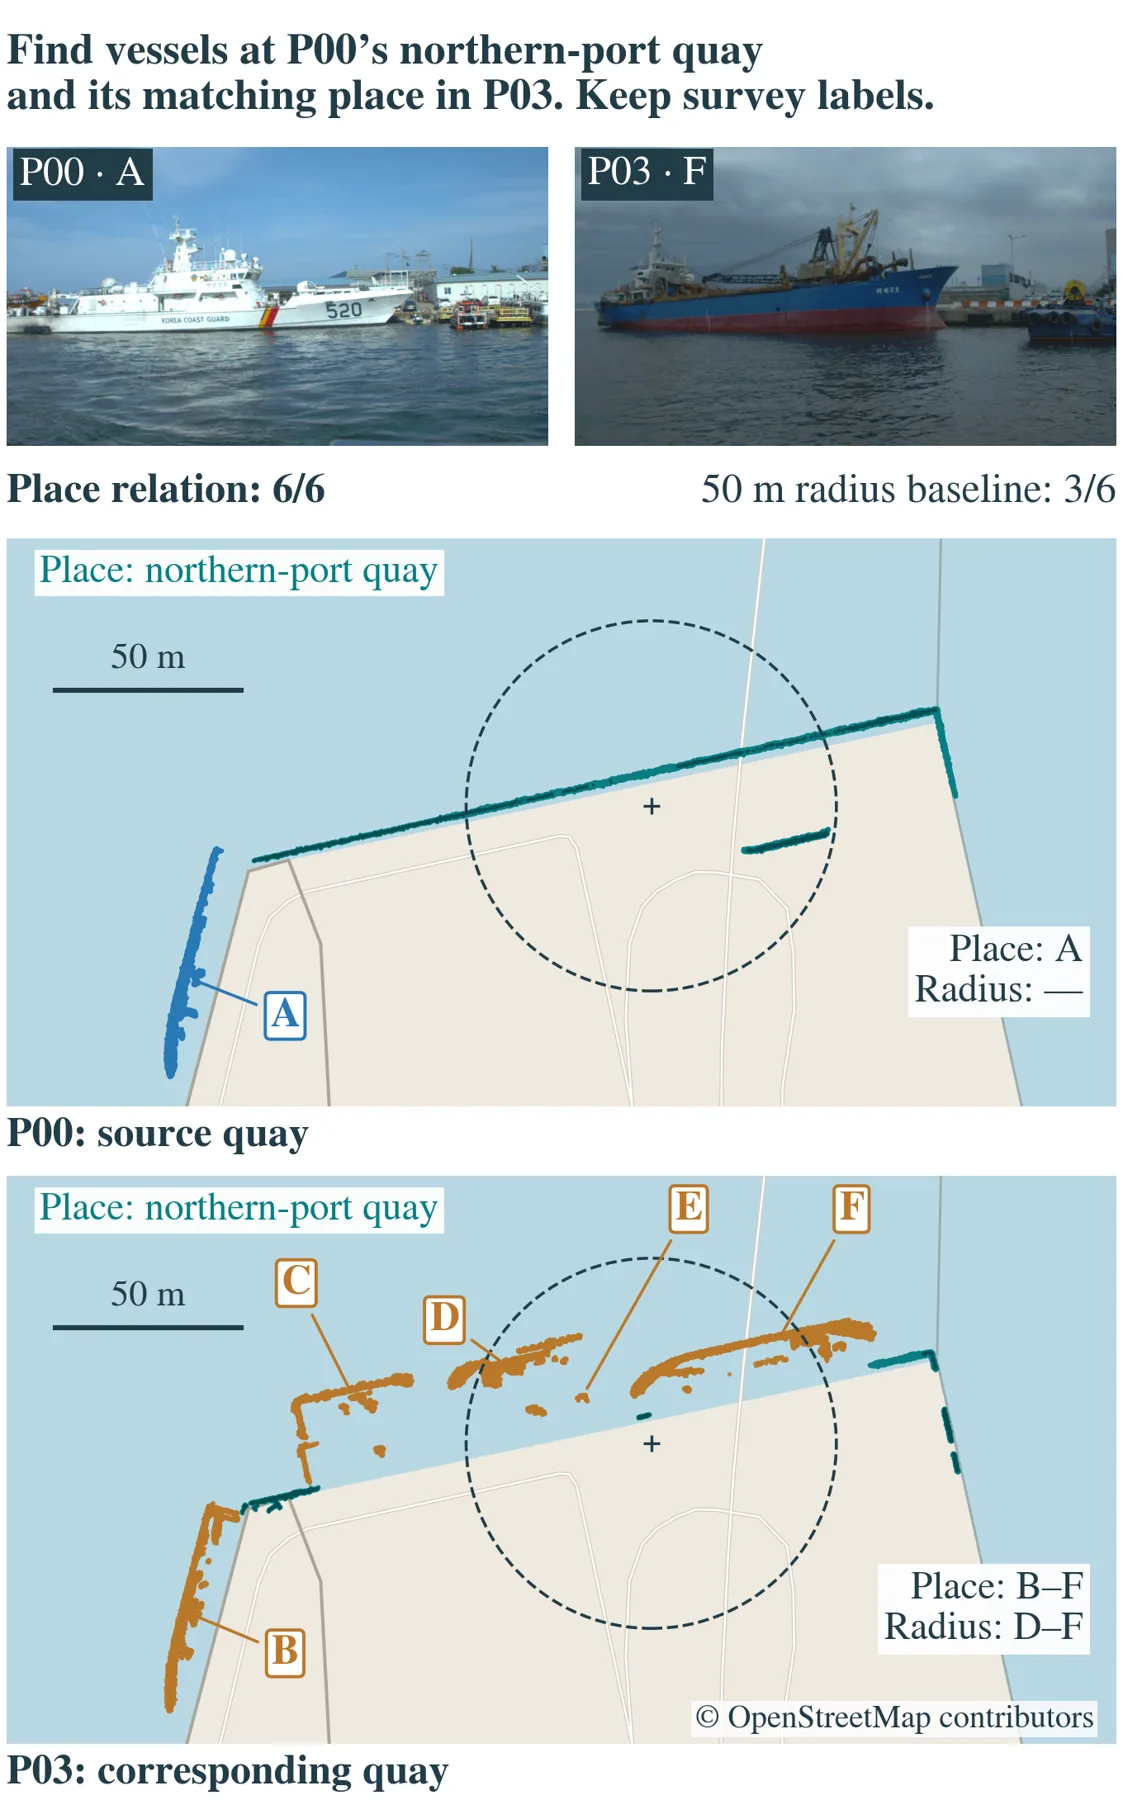 Find vessels at P00’s northern-port quay
and its matching place in P03. Keep survey labels.
P00 · A
P03 · F
KOREA COAST GUARD
520
Place relation: 6/6
50 m radius baseline: 3/6
Place: northern-port quay
50 m
A
Place: A
Radius: —
P00: source quay
Place: northern-port quay
E
F
C
50 m
D
B
Place: B–F
Radius: D–F
© OpenStreetMap contributors
P03: corresponding quay